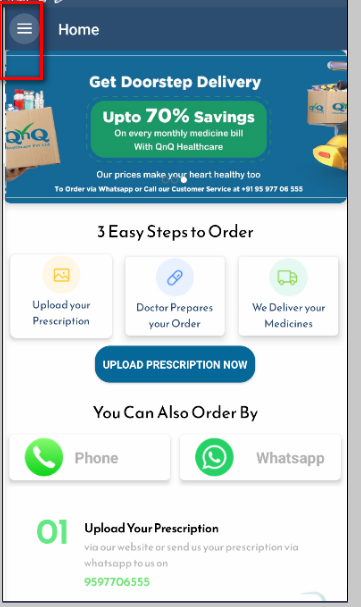 Home
Get Doorstep Delivery
Upto 70% Savings
On every monthly medicine bill
With QnQ Healthcare
QnQ
Our prices make your heart healthy too
To Order via Whatsapp or Call our Customer Service at +91 95 977 06 555
3 Easy Steps to Order
Upload your
Prescription
Doctor Prepares
your Order
We Deliver your
Medicines
UPLOAD PRESCRIPTION NOW
You Can Also Order By
Phone
Whatsapp
01
Upload Your Prescription
via our website or send us your prescription via
whatsapp to us on
9597706555